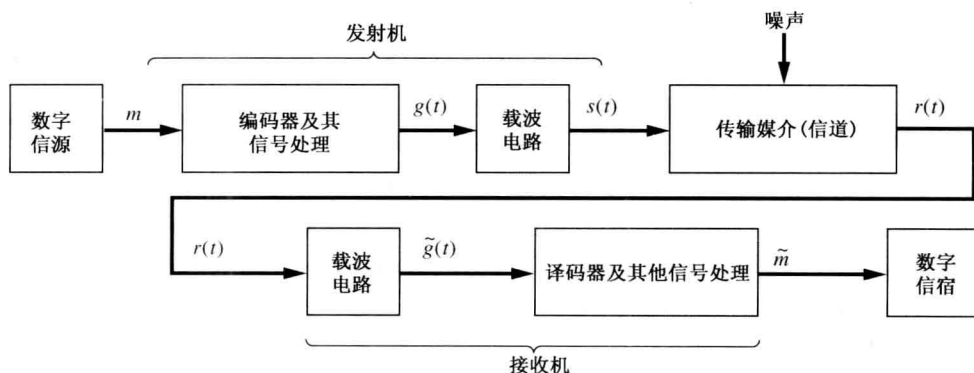 发射机
噪声
数字
信源
m
编码器及其
信号处理
g(t)
载波
电路
s(t)
传输媒介(信道)
r(t)
r(t)
载波
电路
g̃(t)
译码器及其他信号处理
m̃
数字
信宿
接收机